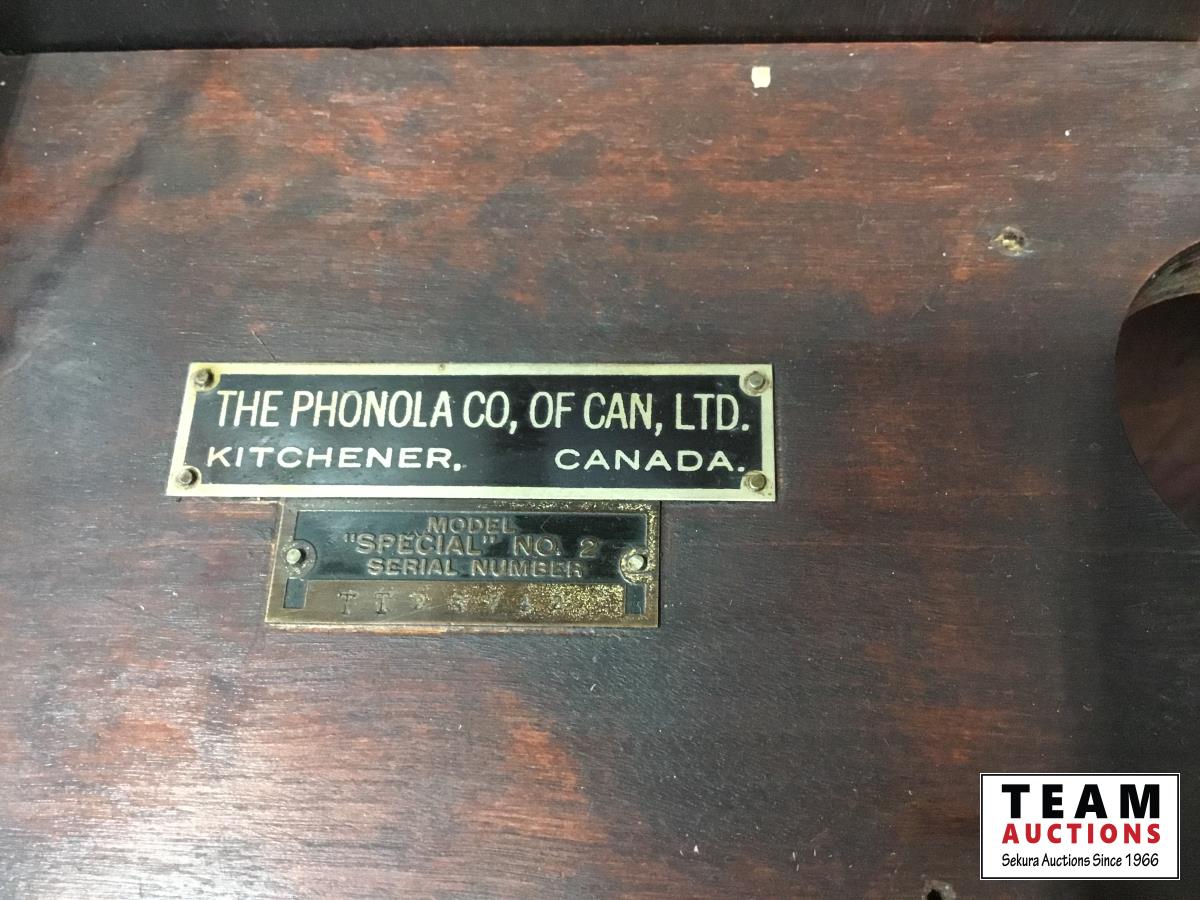 THE PHONOLA CO, OF CAN, LTD.
KITCHENER. CANADA.
MODEL
"SPECIAL" NO. 2
SERIAL NUMBER
TEAM
AUCTIONS
Sekura Auctions Since 1966